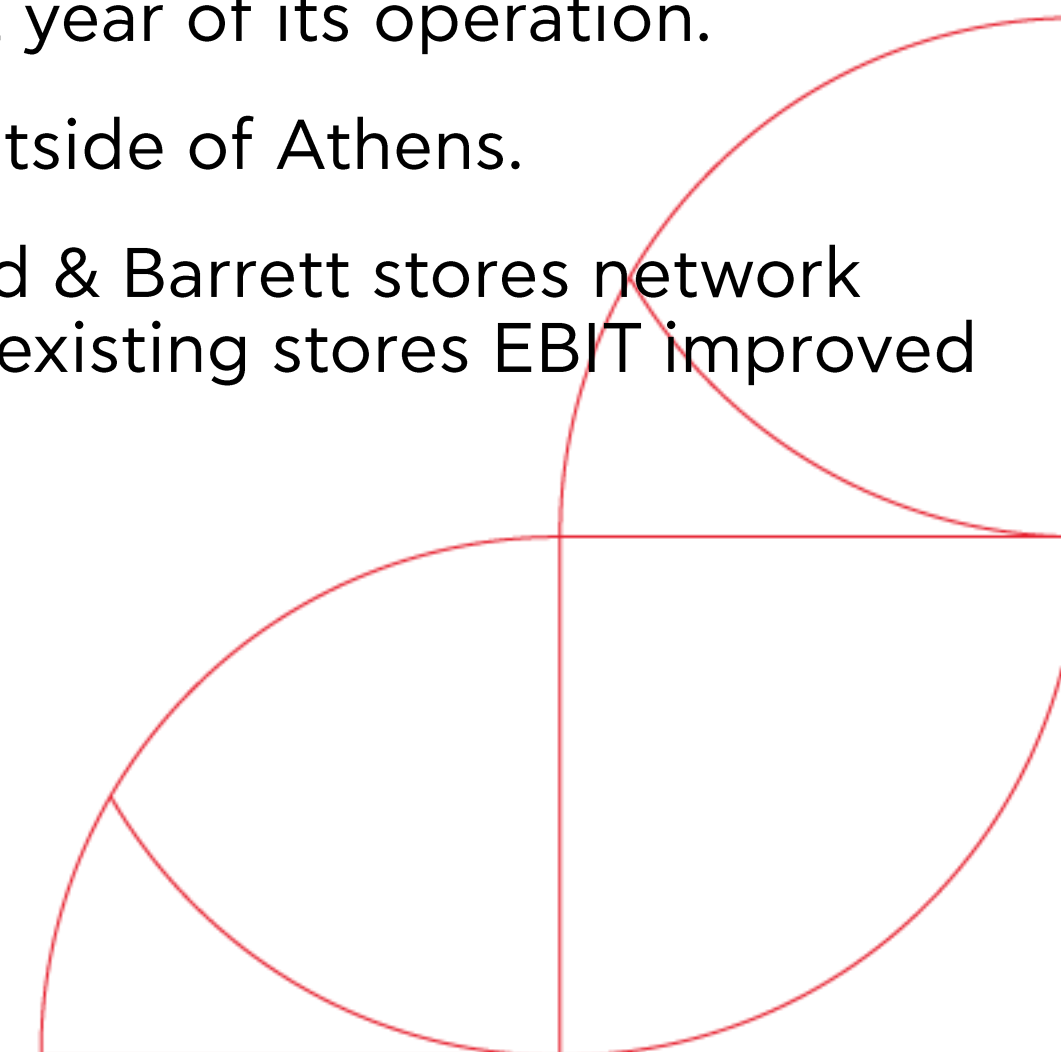 year of its operation.
tside of Athens.
d & Barrett stores network
existing stores EBIT improved